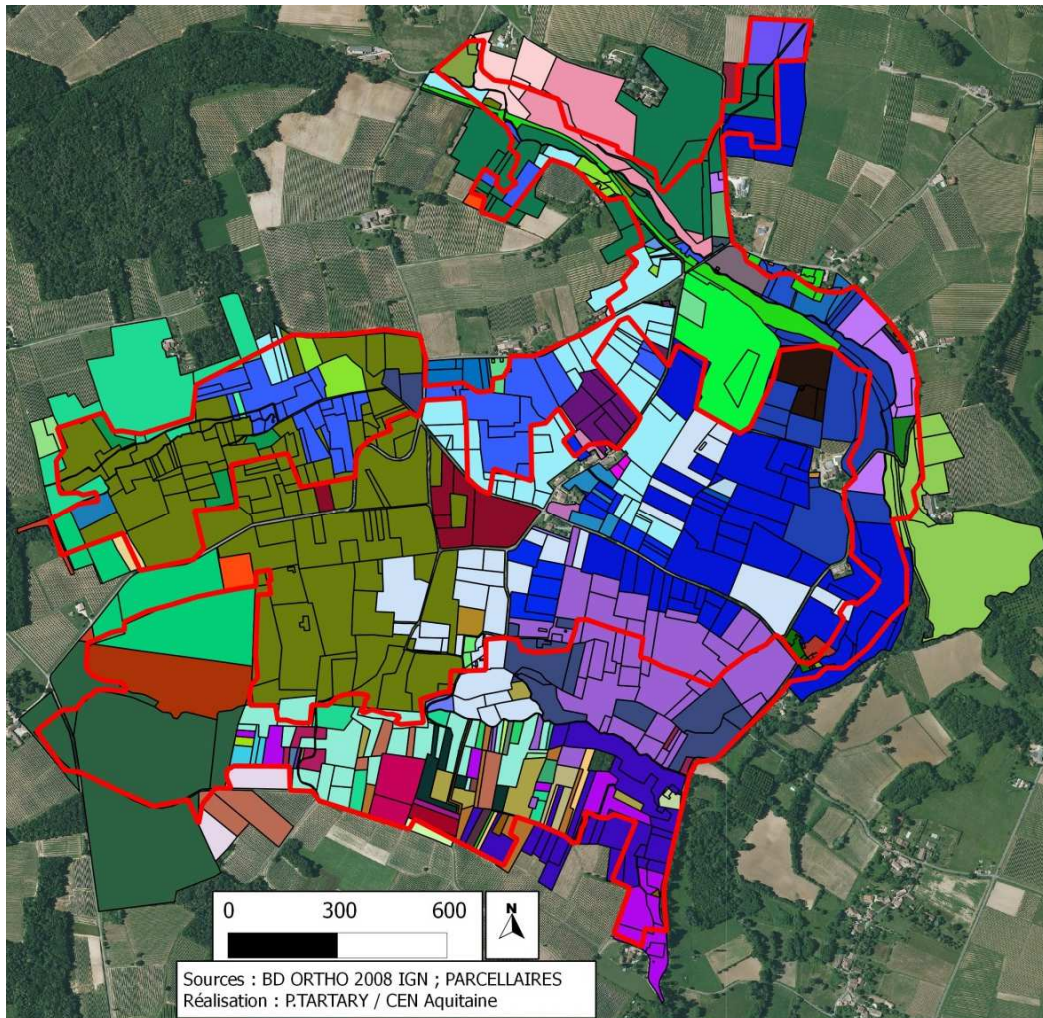 0 300 600
N
Sources : BD ORTHO 2008 IGN ; PARCELLAIRES
Réalisation : P.TARTARY / CEN Aquitaine